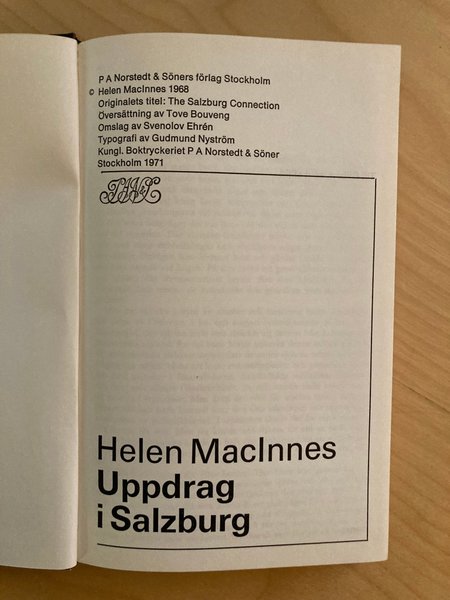 P A Norstedt & Söners förlag Stockholm
© Helen MacInnes 1968
Originalets titel: The Salzburg Connection
Översättning av Tove Bouveng
Omslag av Svenolov Ehrén
Typografi av Gudmund Nyström
Kungl. Boktryckeriet P A Norstedt & Söner
Stockholm 1971
Helen MacInnes
Uppdrag
i Salzburg